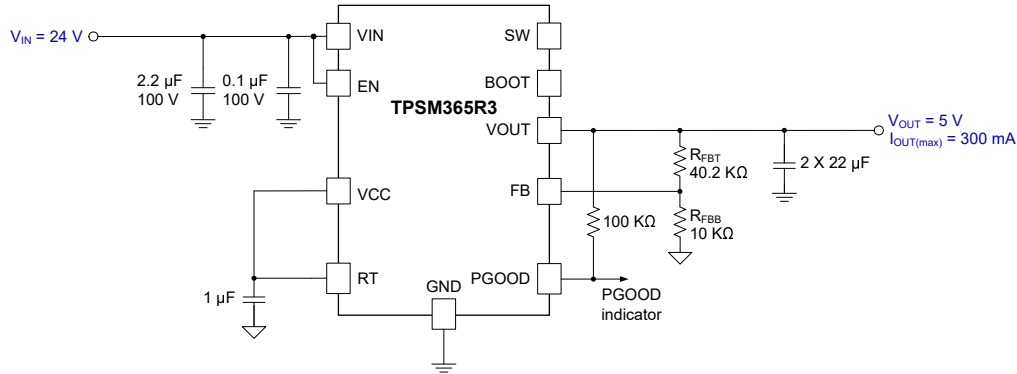 V_IN = 24 V
2.2 µF
100 V
0.1 µF
100 V
VIN
EN
VCC
RT
1 µF
TPSM365R3
SW
BOOT
VOUT
FB
PGOOD
GND
100 KΩ
R_FBT
40.2 KΩ
R_FBB
10 KΩ
2 X 22 µF
V_OUT = 5 V
I_OUT(max) = 300 mA
PGOOD
indicator